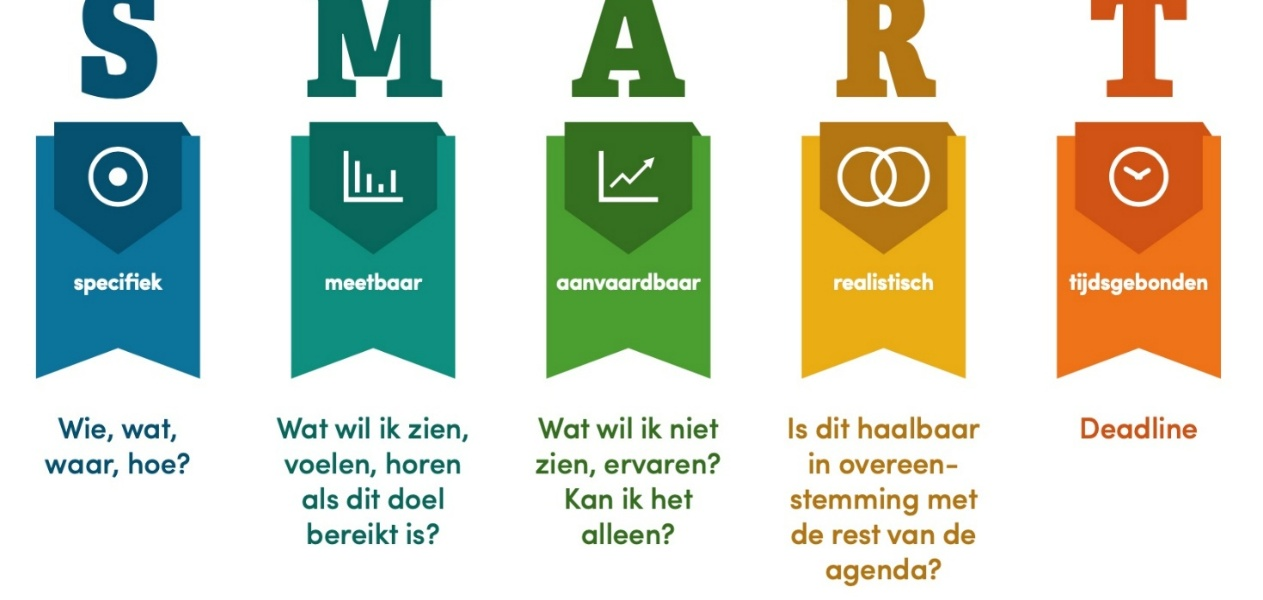 S M A R T
specifiek meetbaar aanvaardbaar realistisch tijdsgebonden
Wie, wat,
waar, hoe?
Wat wil ik zien,
voelen, horen
als dit doel
bereikt is?
Wat wil ik niet
zien, ervaren?
Kan ik het
alleen?
Is dit haalbaar
in overeen-
stemming met
de rest van de
agenda?
Deadline